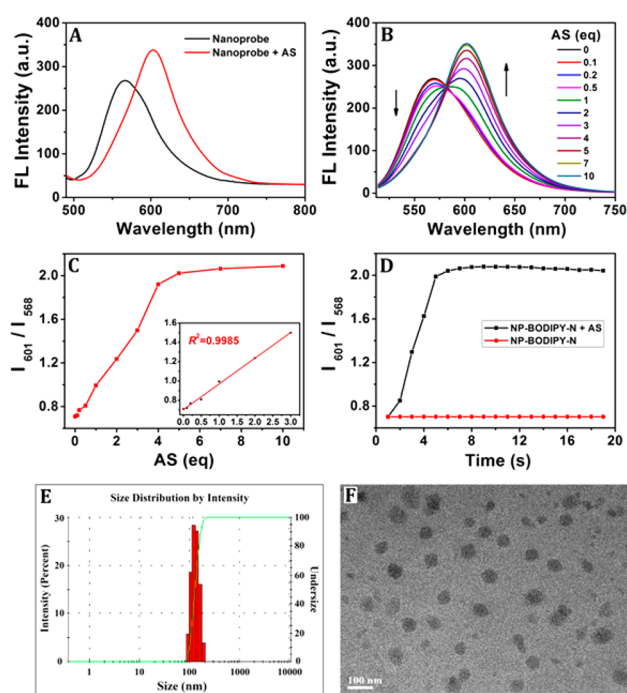 A
Nanoprobe
Nanoprobe + AS
FL Intensity (a.u.)
400
300
200
100
0
500 600 700 800
Wavelength (nm)
B
AS (eq)
0
0.1
0.2
0.5
1
2
3
4
5
7
10
FL Intensity (a.u.)
400
300
200
100
0
550 600 650 700 750
Wavelength (nm)
C
I 601 / I 568
2.0
1.6
1.2
0.8
0 2 4 6 8 10
AS (eq)
R²=0.9985
1.6
1.4
1.2
1.0
0.8
0.0 0.5 1.0 1.5 2.0 2.5 3.0
D
NP-BODIPY-N + AS
NP-BODIPY-N
I 601 / I 568
2.0
1.6
1.2
0.8
0 4 8 12 16 20
Time (s)
E
Size Distribution by Intensity
Intensity (Percent)
30
20
10
0
100
80
60
40
20
0
Undersize
1 10 100 1000 10000
Size (nm)
F
100 nm